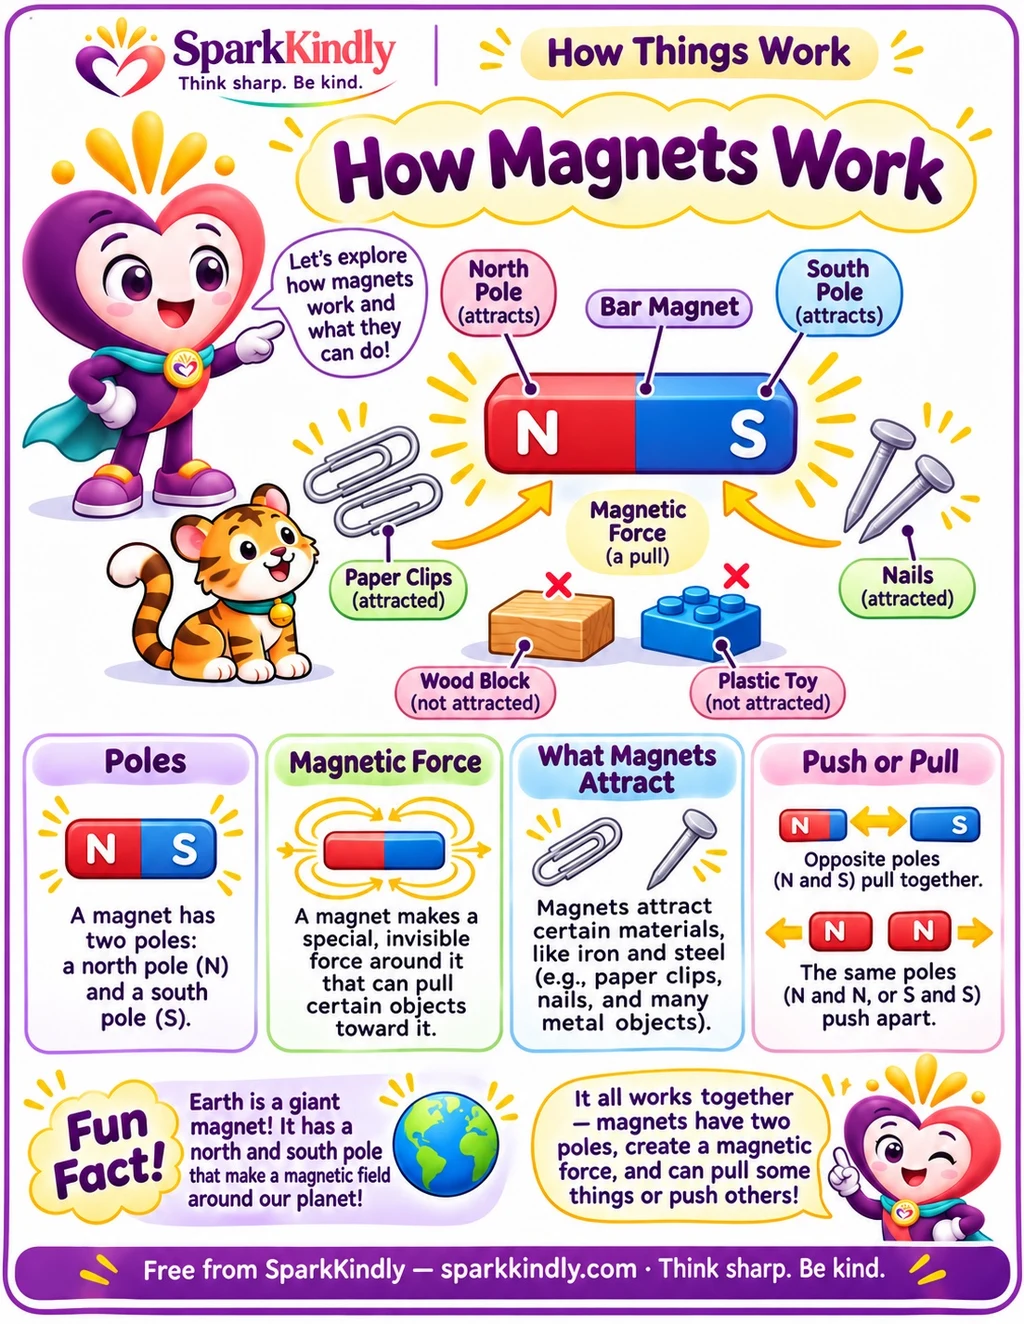 SparkKindly
Think sharp. Be kind.
How Things Work
How Magnets Work
Let's explore
how magnets
work and
what they
can do!
North
Pole
(attracts)
Bar Magnet
South
Pole
(attracts)
N
S
Magnetic
Force
(a pull)
Paper Clips
(attracted)
Nails
(attracted)
Wood Block
(not attracted)
Plastic Toy
(not attracted)
Poles
N S
A magnet has
two poles:
a north pole (N)
and a south
pole (S).
Magnetic Force
A magnet makes a
special, invisible
force around it
that can pull
certain objects
toward it.
What Magnets
Attract
Magnets attract
certain materials,
like iron and steel
(e.g., paper clips,
nails, and many
metal objects).
Push or Pull
N S
Opposite poles
(N and S) pull together.
N N
The same poles
(N and N, or S and S)
push apart.
Fun
Fact!
Earth is a giant
magnet! It has a
north and south pole
that make a magnetic field
around our planet!
It all works together
— magnets have two
poles, create a magnetic
force, and can pull some
things or push others!
Free from SparkKindly — sparkkindly.com · Think sharp. Be kind.